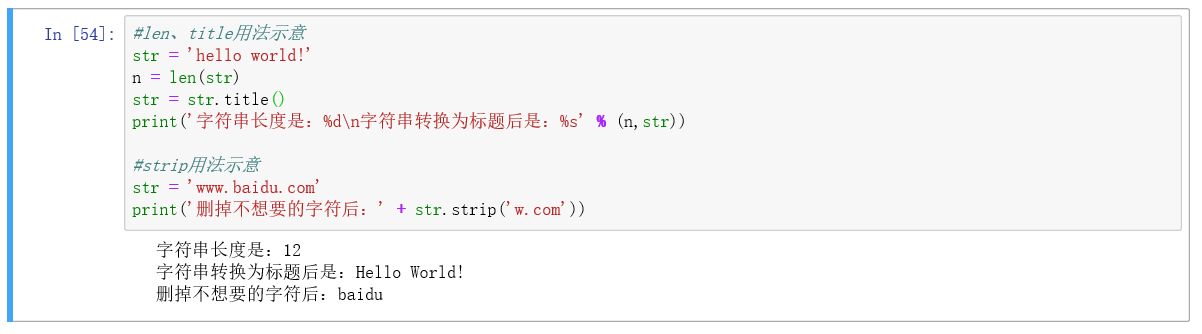 In [54]:
#len、title用法示意
str = 'hello world!'
n = len(str)
str = str.title()
print('字符串长度是：%d\n字符串转换为标题后是：%s' % (n,str))
#strip用法示意
str = 'www.baidu.com'
print('删掉不想要的字符后：' + str.strip('w.com'))
字符串长度是：12
字符串转换为标题后是：Hello World!
删掉不想要的字符后：baidu